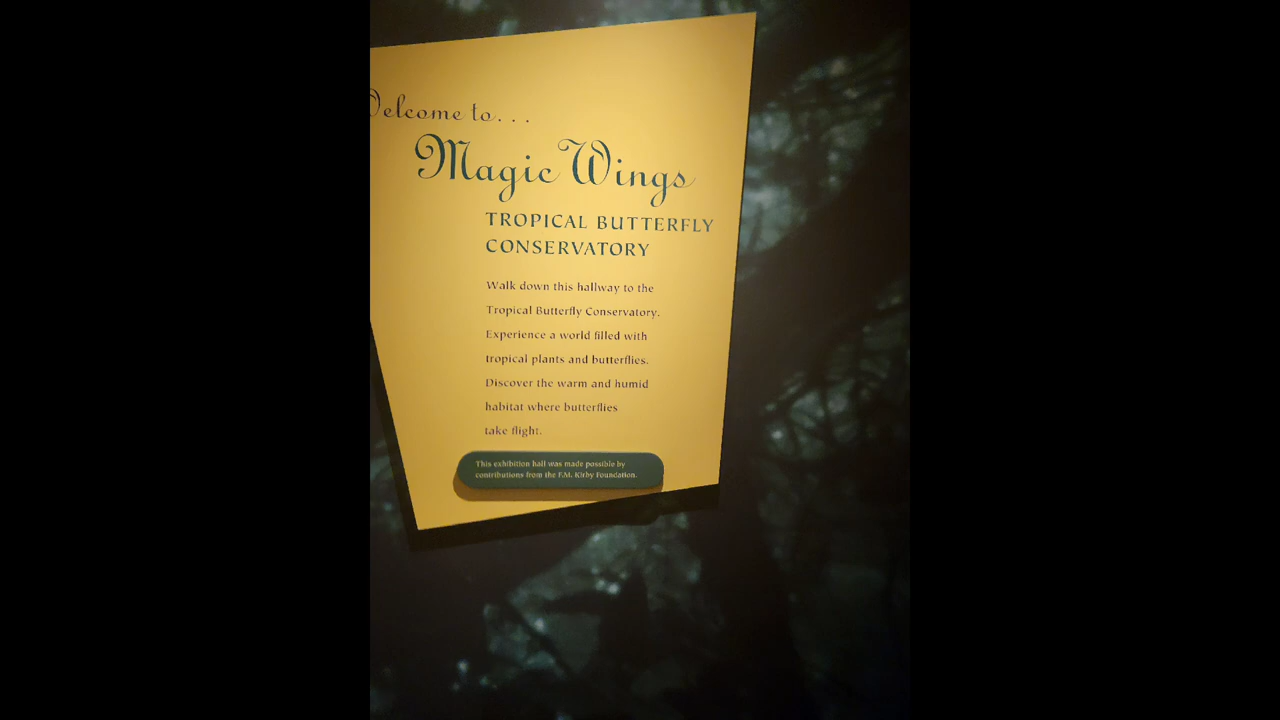 Welcome to...
Magic Wings
TROPICAL BUTTERFLY
CONSERVATORY
Walk down this hallway to the
Tropical Butterfly Conservatory.
Experience a world filled with
tropical plants and butterflies.
Discover the warm and humid
habitat where butterflies
take flight.
This exhibition hall was made possible by
contributions from the F.M. Kirby Foundation.